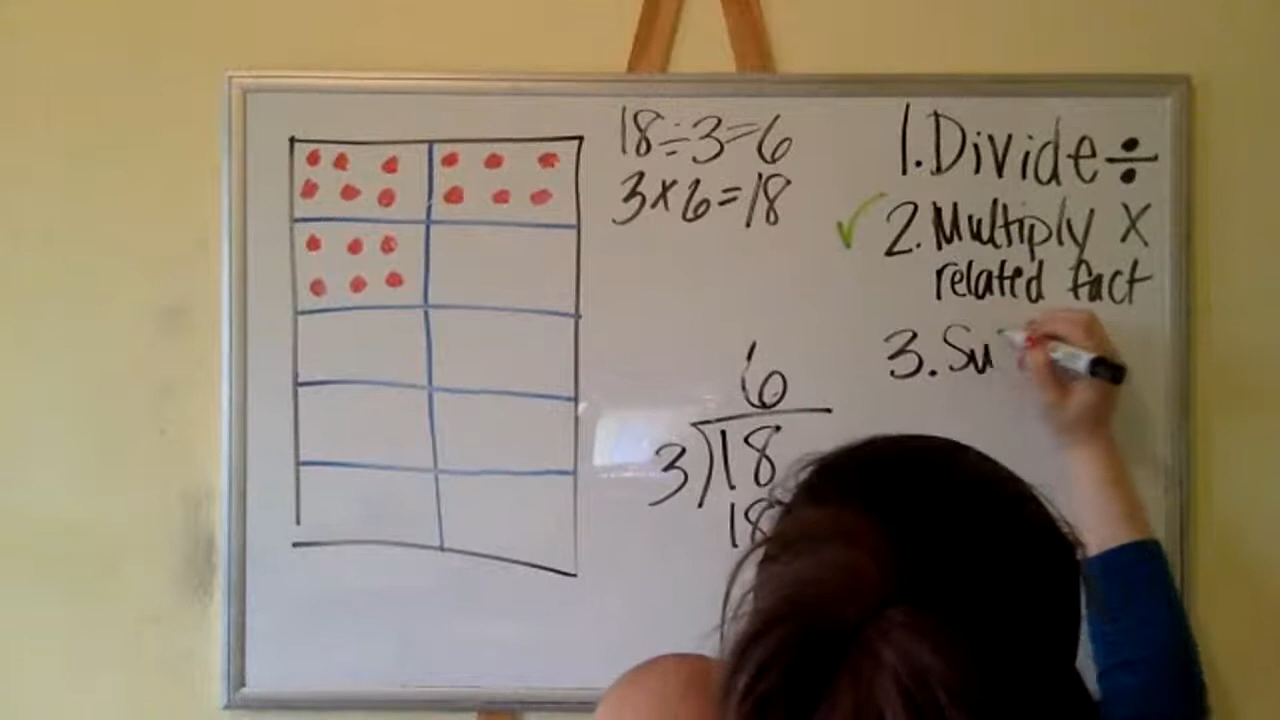 18÷3=6
3×6=18
1. Divide ÷
✓ 2. Multiply X
related fact
3. Su
6
3)18
18